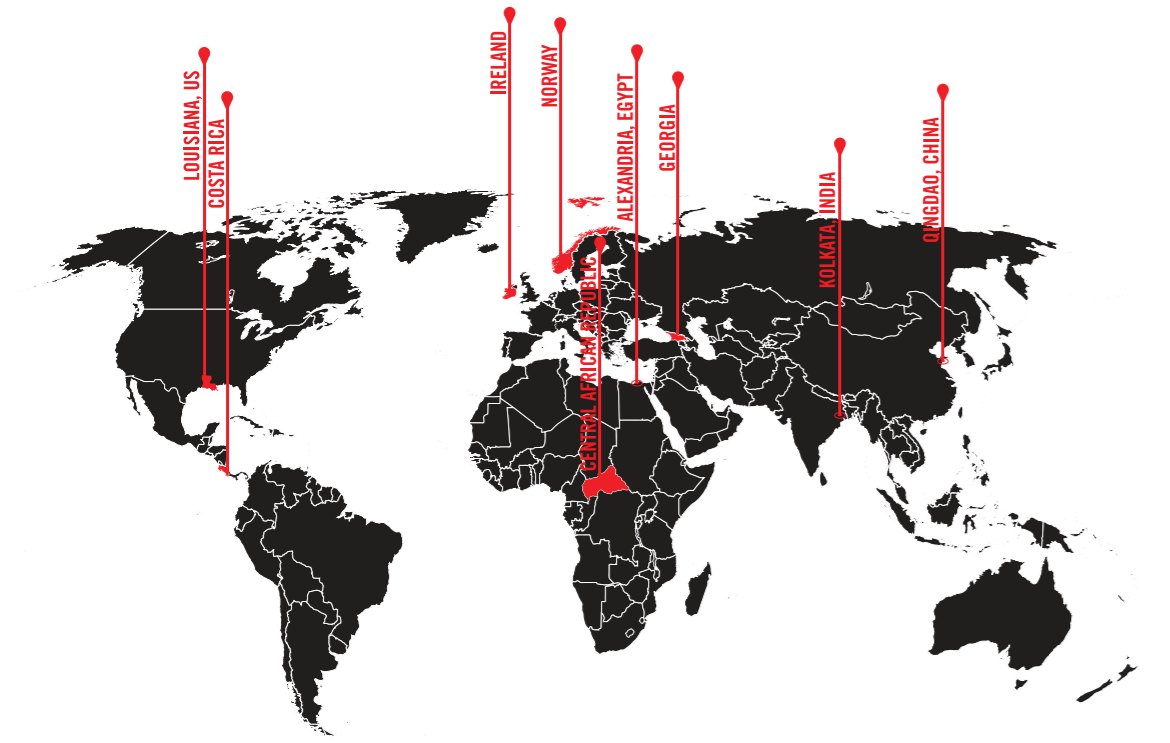 LOUISIANA, US
COSTA RICA
IRELAND
NORWAY
CENTRAL AFRICAN REPUBLIC
ALEXANDRIA, EGYPT
GEORGIA
KOLKATA, INDIA
QINGDAO, CHINA